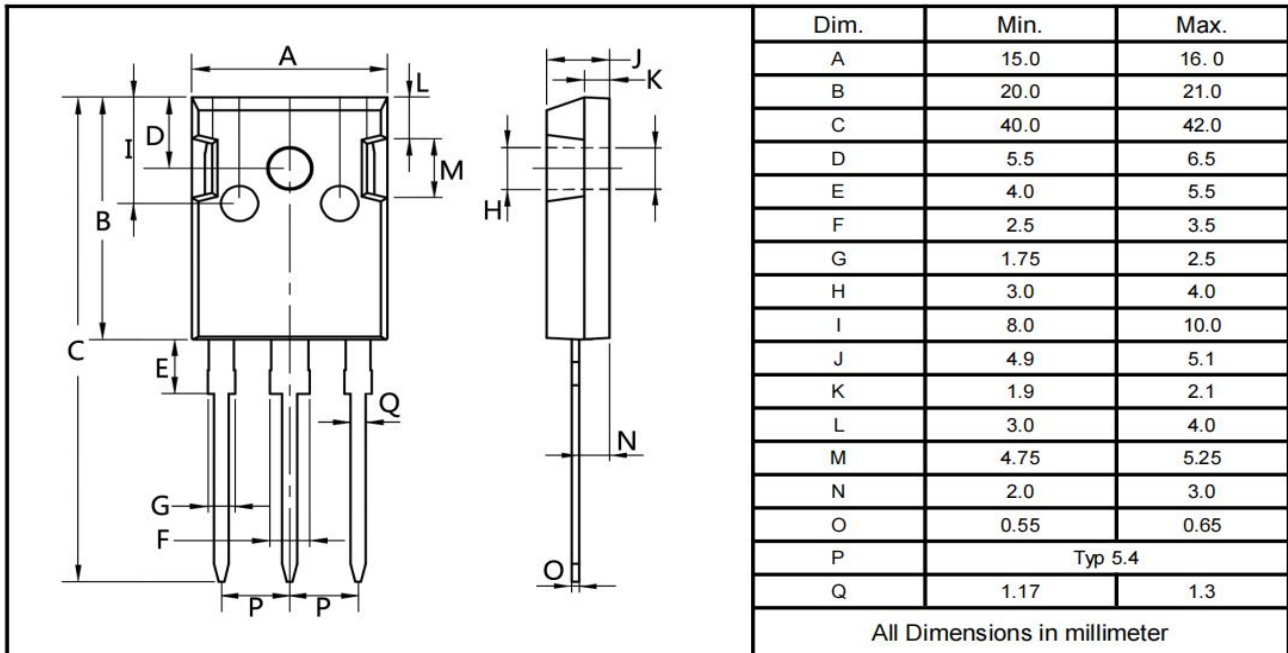 A
L
D
I
M
B
C
E
Q
G
F
P P
J
K
H
N
O
Dim. Min. Max.
A 15.0 16. 0
B 20.0 21.0
C 40.0 42.0
D 5.5 6.5
E 4.0 5.5
F 2.5 3.5
G 1.75 2.5
H 3.0 4.0
I 8.0 10.0
J 4.9 5.1
K 1.9 2.1
L 3.0 4.0
M 4.75 5.25
N 2.0 3.0
O 0.55 0.65
P Typ 5.4
Q 1.17 1.3
All Dimensions in millimeter